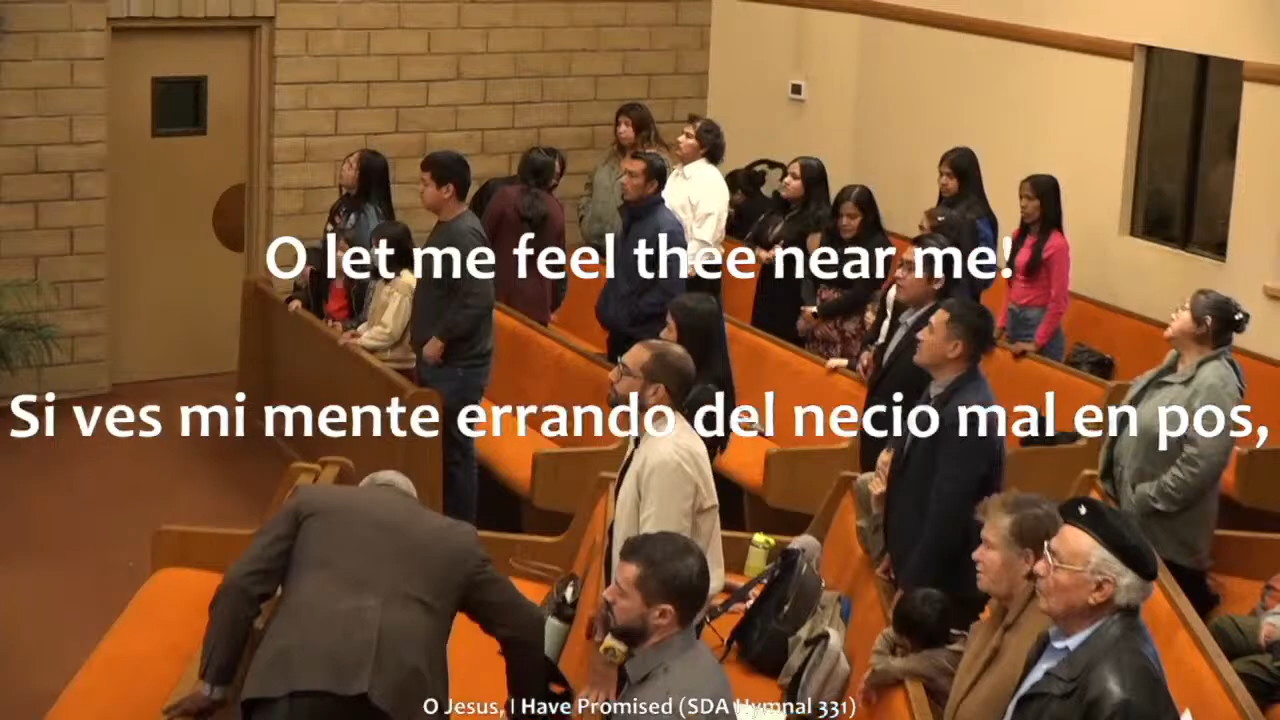 O let me feel thee near me!
Si ves mi mente errando del necio mal en pos,
O Jesus, I Have Promised (SDA Hymnal 331)